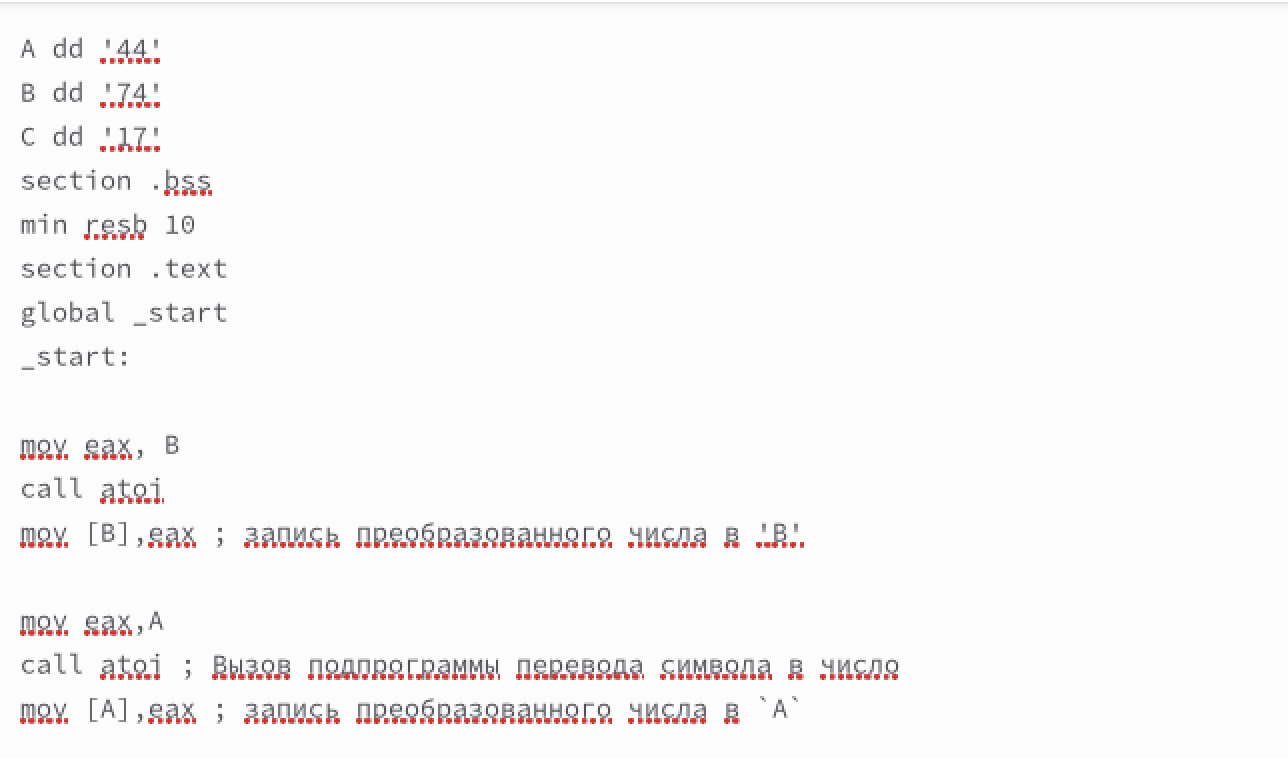 A dd '44'
B dd '74'
C dd '17'
section .bss
min resb 10
section .text
global _start
_start:
mov eax, B
call atoi
mov [B],eax ; запись преобразованного числа в 'B'
mov eax,A
call atoi ; Вызов подпрограммы перевода символа в число
mov [A],eax ; запись преобразованного числа в `A`